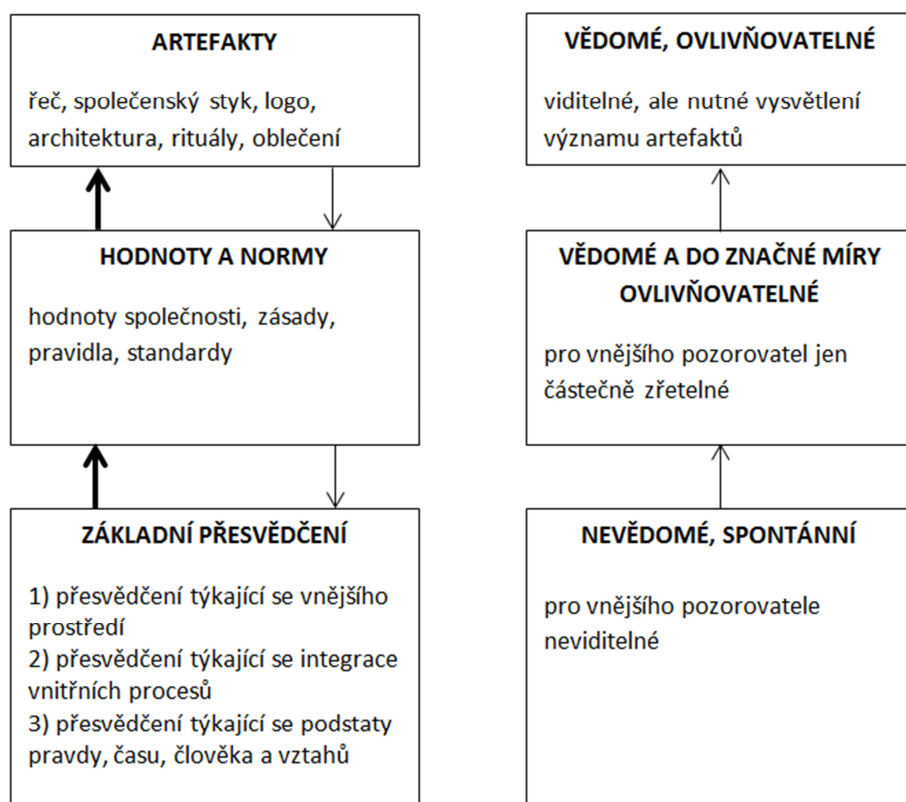 ARTEFAKTY
řeč, společenský styk, logo,
architektura, rituály, oblečení
VĚDOMÉ, OVLIVŇOVATELNÉ
viditelné, ale nutné vysvětlení
významu artefaktů
HODNOTY A NORMY
hodnoty společnosti, zásady,
pravidla, standardy
VĚDOMÉ A DO ZNAČNÉ MÍRY
OVLIVŇOVATELNÉ
pro vnějšího pozorovatel jen
částečně zřetelné
ZÁKLADNÍ PŘESVĚDČENÍ
1) přesvědčení týkající se vnějšího
prostředí
2) přesvědčení týkající se integrace
vnitřních procesů
3) přesvědčení týkající se podstaty
pravdy, času, člověka a vztahů
NEVĚDOMÉ, SPONTÁNNÍ
pro vnějšího pozorovatele
neviditelné